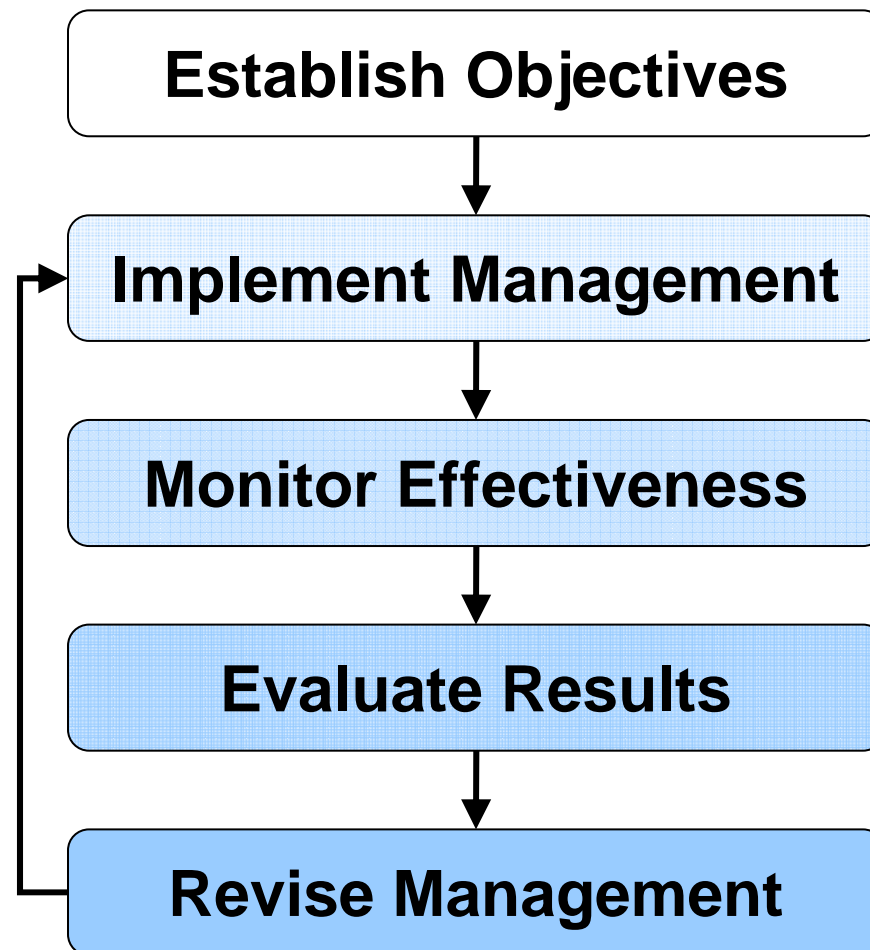 Establish Objectives
Implement Management
Monitor Effectiveness
Evaluate Results
Revise Management